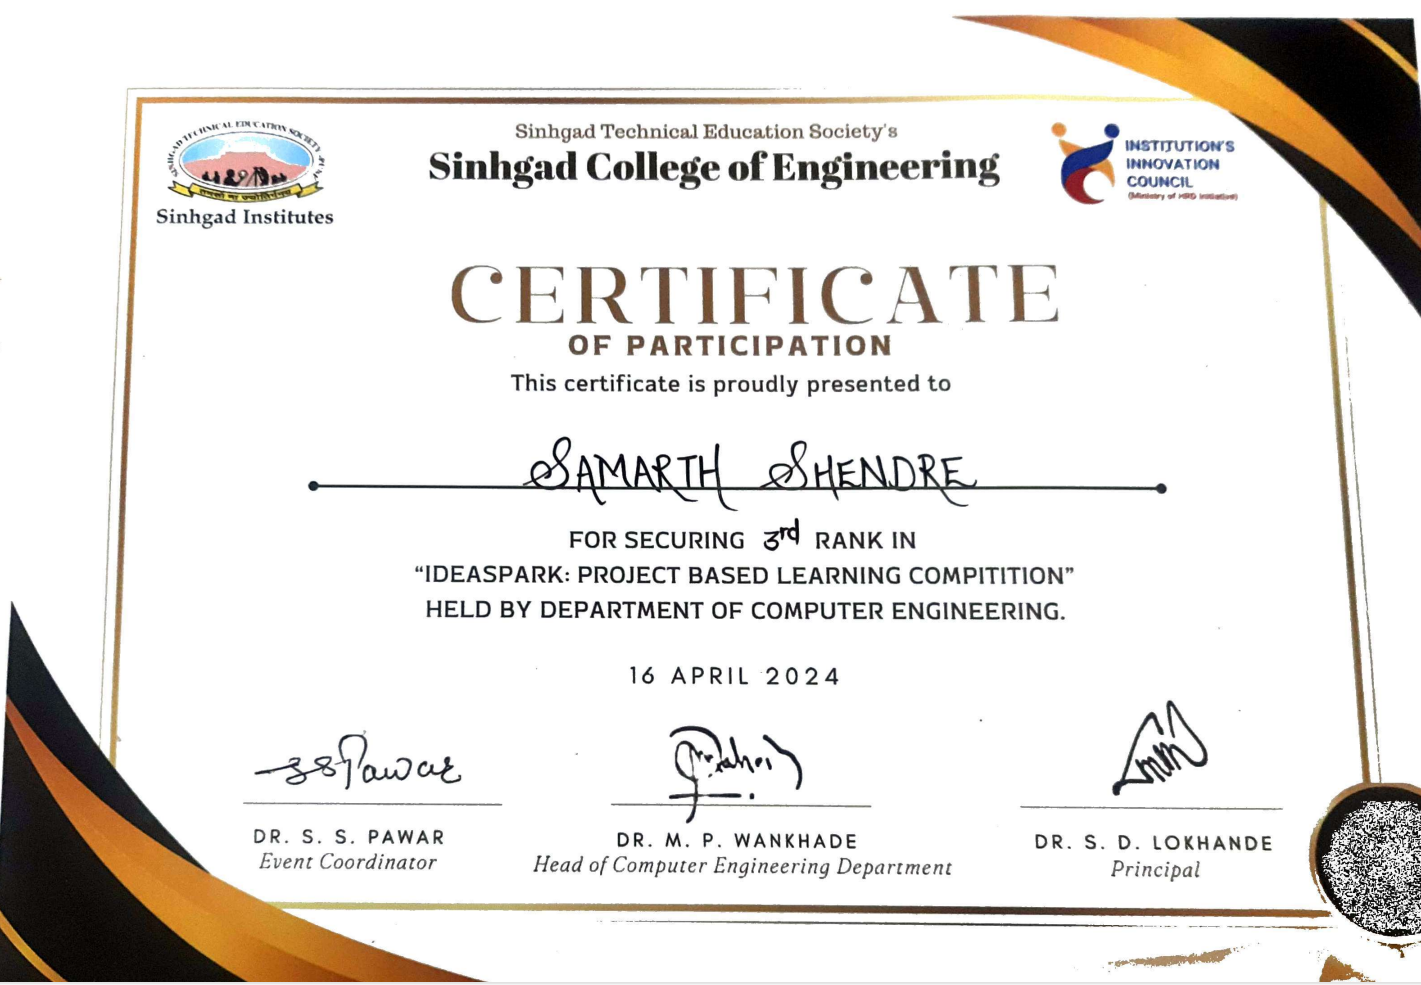 SINHGAD TECHNICAL EDUCATION SOCIETY
Sinhgad Institutes
Sinhgad Technical Education Society's
Sinhgad College of Engineering
INSTITUTION'S
INNOVATION
COUNCIL
(Ministry of HRD Initiative)
CERTIFICATE
OF PARTICIPATION
This certificate is proudly presented to
SAMARTH SHENDRE
FOR SECURING 3rd RANK IN
“IDEASPARK: PROJECT BASED LEARNING COMPITITION”
HELD BY DEPARTMENT OF COMPUTER ENGINEERING.
16 APRIL 2024
SSPawar
DR. S. S. PAWAR
Event Coordinator
DR. M. P. WANKHADE
Head of Computer Engineering Department
DR. S. D. LOKHANDE
Principal